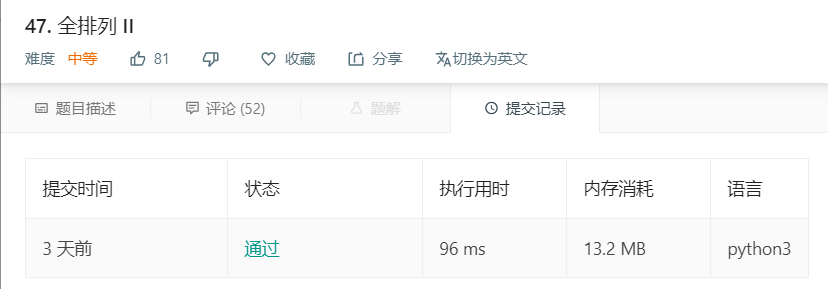 47. 全排列 II
难度 中等 81 收藏 分享 切换为英文
题目描述 评论 (52) 题解 提交记录
提交时间 状态 执行用时 内存消耗 语言
3 天前 通过 96 ms 13.2 MB python3